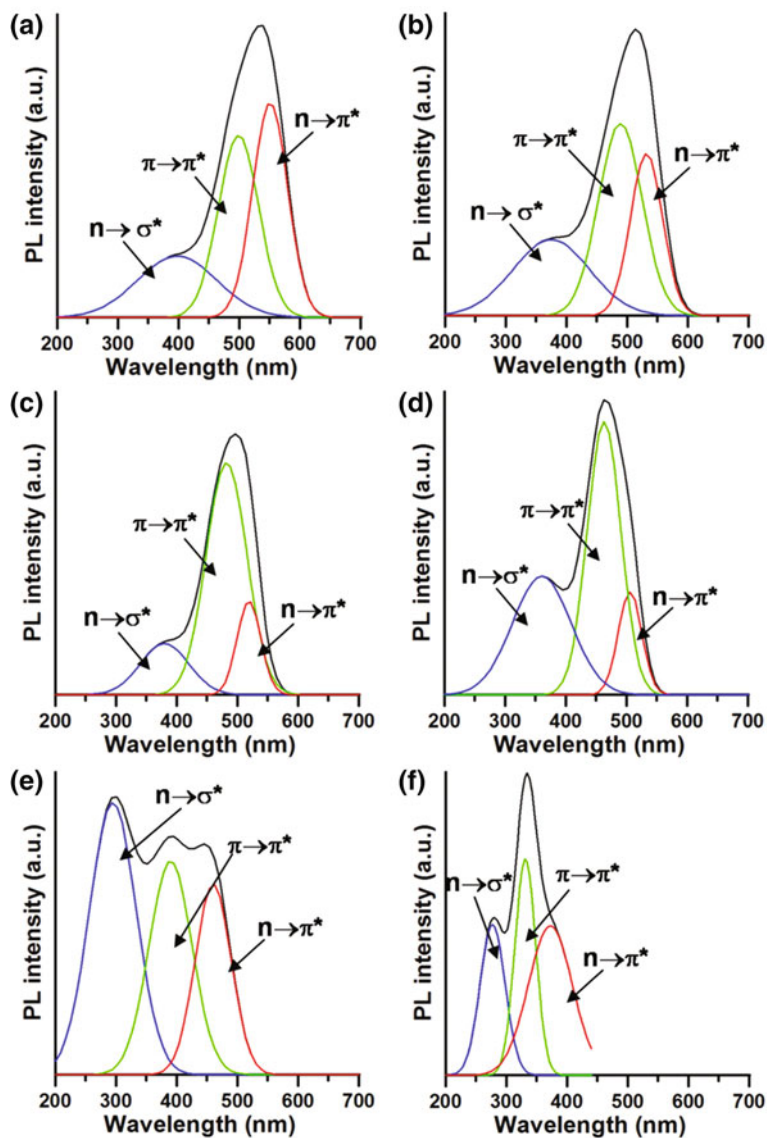 (a)
PL intensity (a.u.)
n→π*
π→π*
n→σ*
200 300 400 500 600 700
Wavelength (nm)
(b)
PL intensity (a.u.)
π→π*
n→π*
n→σ*
200 300 400 500 600 700
Wavelength (nm)
(c)
PL intensity (a.u.)
π→π*
n→σ*
n→π*
200 300 400 500 600 700
Wavelength (nm)
(d)
PL intensity (a.u.)
π→π*
n→σ*
n→π*
200 300 400 500 600 700
Wavelength (nm)
(e)
PL intensity (a.u.)
n→σ*
π→π*
n→π*
200 300 400 500 600 700
Wavelength (nm)
(f)
PL intensity (a.u.)
n→σ*
π→π*
n→π*
200 300 400 500 600 700
Wavelength (nm)